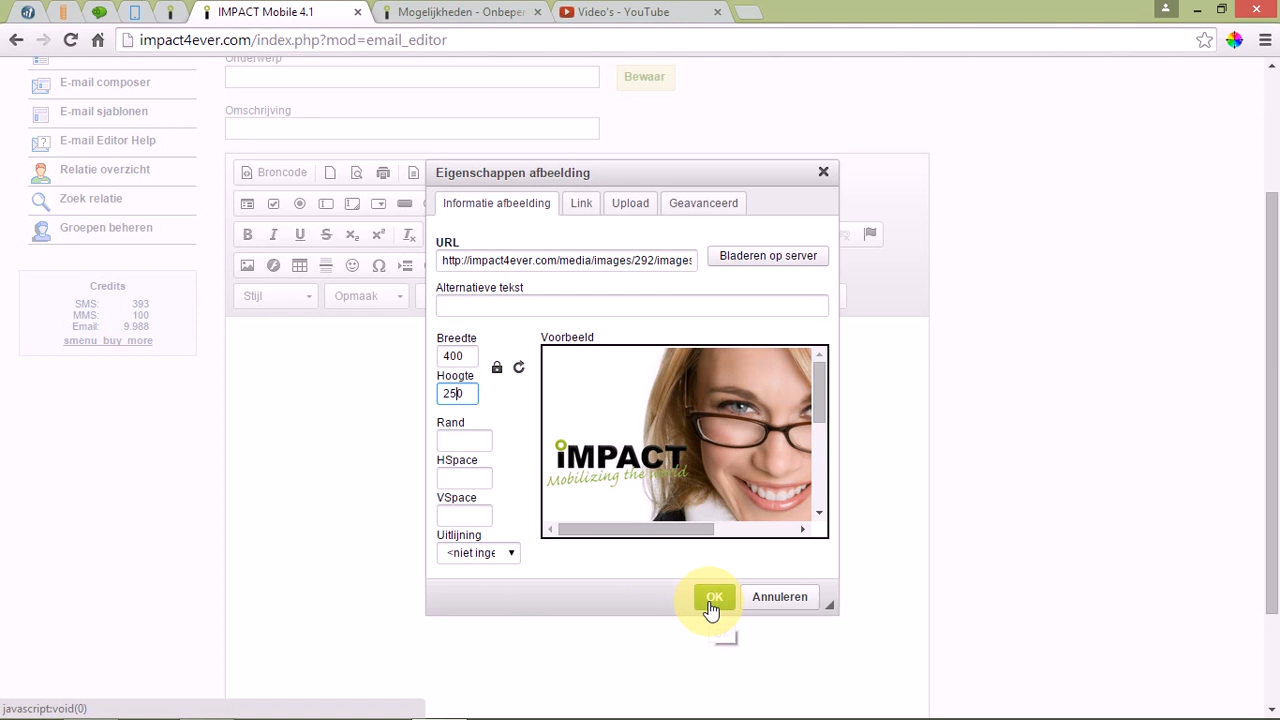 IMPACT Mobile 4.1
Mogelijkheden - Onbepe
Video's - YouTube
impact4ever.com/index.php?mod=email_editor
Onderwerp
E-mail composer
Bewaar
E-mail sjablonen
Omschrijving
E-mail Editor Help
Relatie overzicht
Broncode
Eigenschappen afbeelding
Zoek relatie
Informatie afbeelding
Link
Upload
Geavanceerd
Groepen beheren
URL
http://impact4ever.com/media/images/292/images
Bladeren op server
Credits
Alternatieve tekst
SMS: 393
MMS: 100
Email: 9.988
smenu_buy_more
Stijl
Opmaak
Breedte
400
Hoogte
250
Rand
HSpace
VSpace
Uitlijning
<niet inge
Voorbeeld
iMPACT
Mobilizing the world
OK
Annuleren
javascript:void(0)